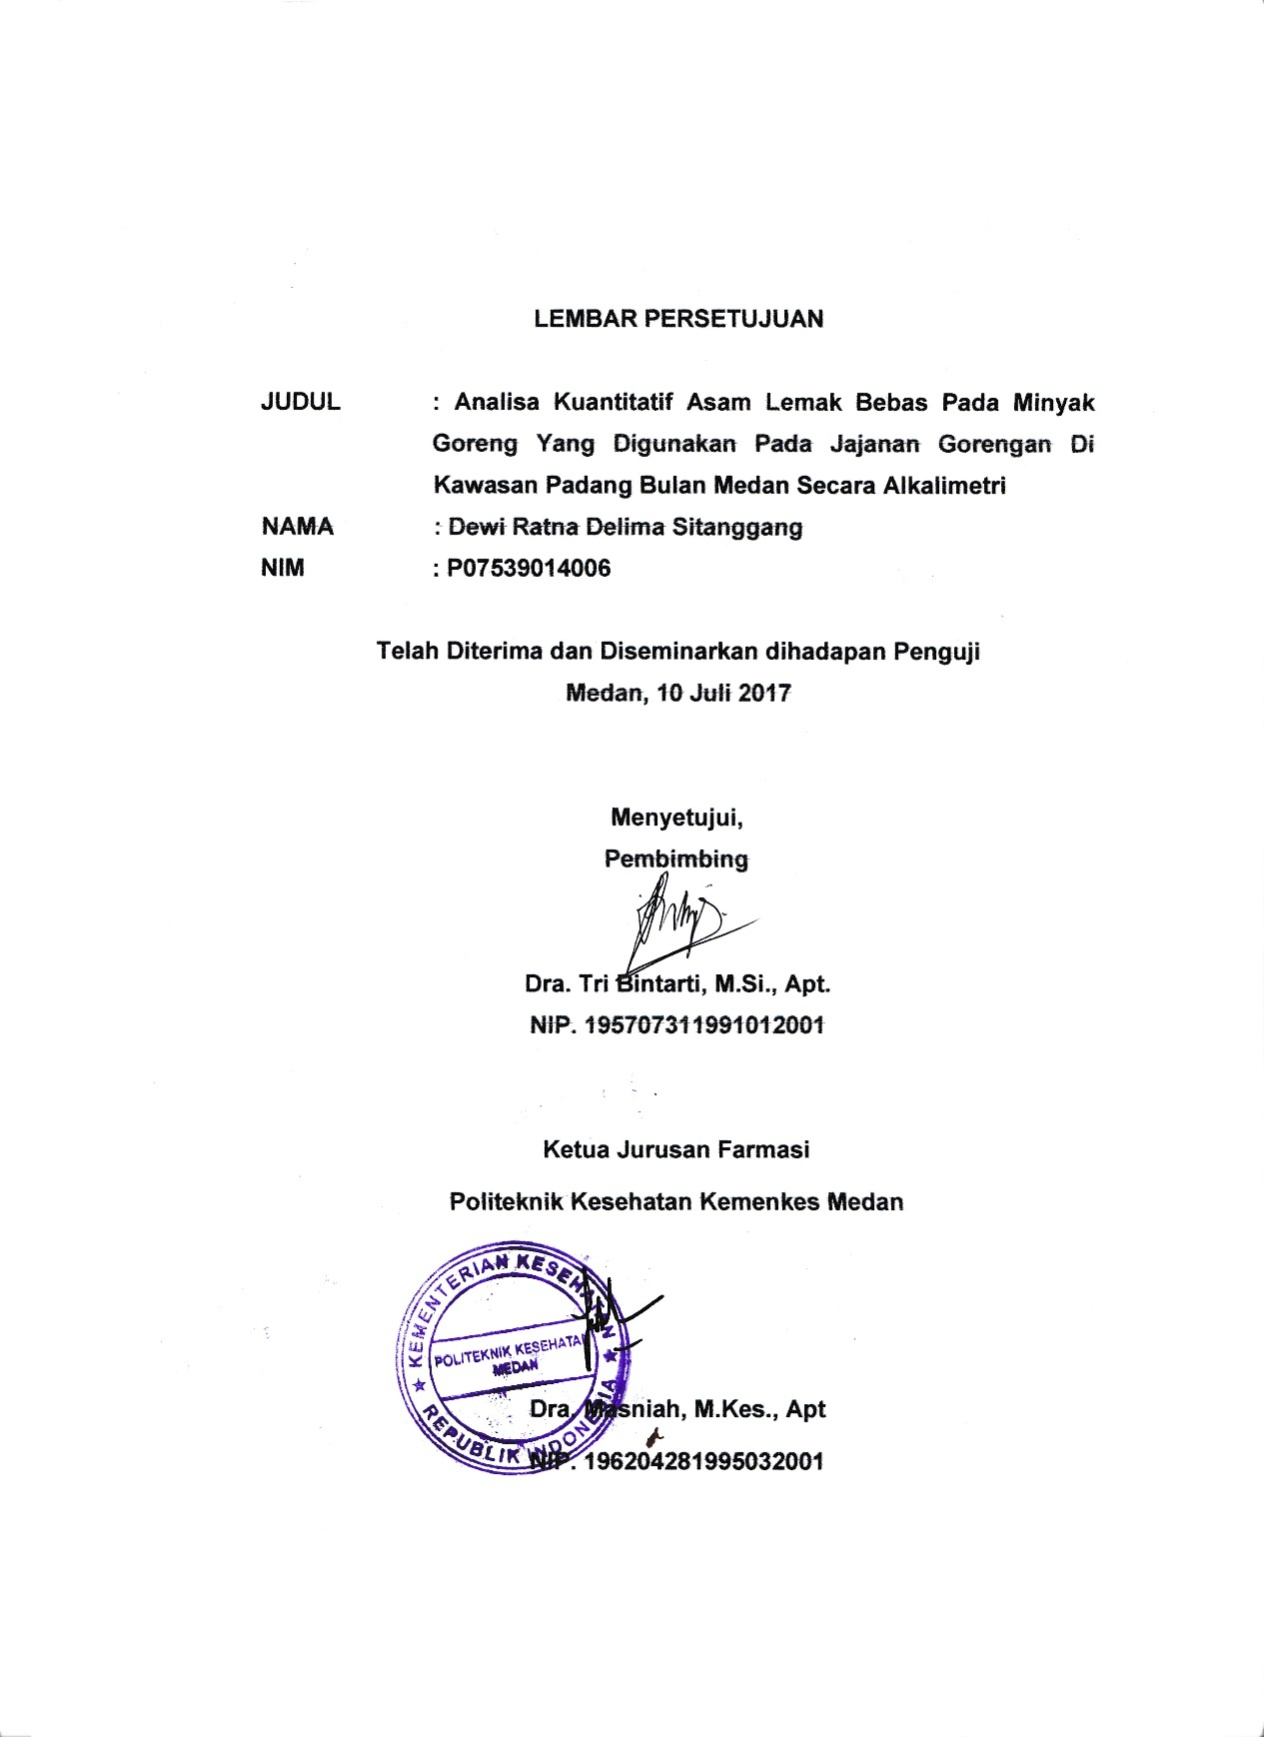 LEMBAR PERSETUJUAN
JUDUL : Analisa Kuantitatif Asam Lemak Bebas Pada Minyak
Goreng Yang Digunakan Pada Jajanan Gorengan Di
Kawasan Padang Bulan Medan Secara Alkalimetri
NAMA : Dewi Ratna Delima Sitanggang
NIM : P07539014006
Telah Diterima dan Diseminarkan dihadapan Penguji
Medan, 10 Juli 2017
Menyetujui,
Pembimbing
Dra. Tri Bintarti, M.Si., Apt.
NIP. 195707311991012001
Ketua Jurusan Farmasi
Politeknik Kesehatan Kemenkes Medan
KEMENTERIAN KESEHATAN
POLITEKNIK KESEHATAN
MEDAN
REPUBLIK INDONESIA
Dra. Masniah, M.Kes., Apt
NIP. 196204281995032001